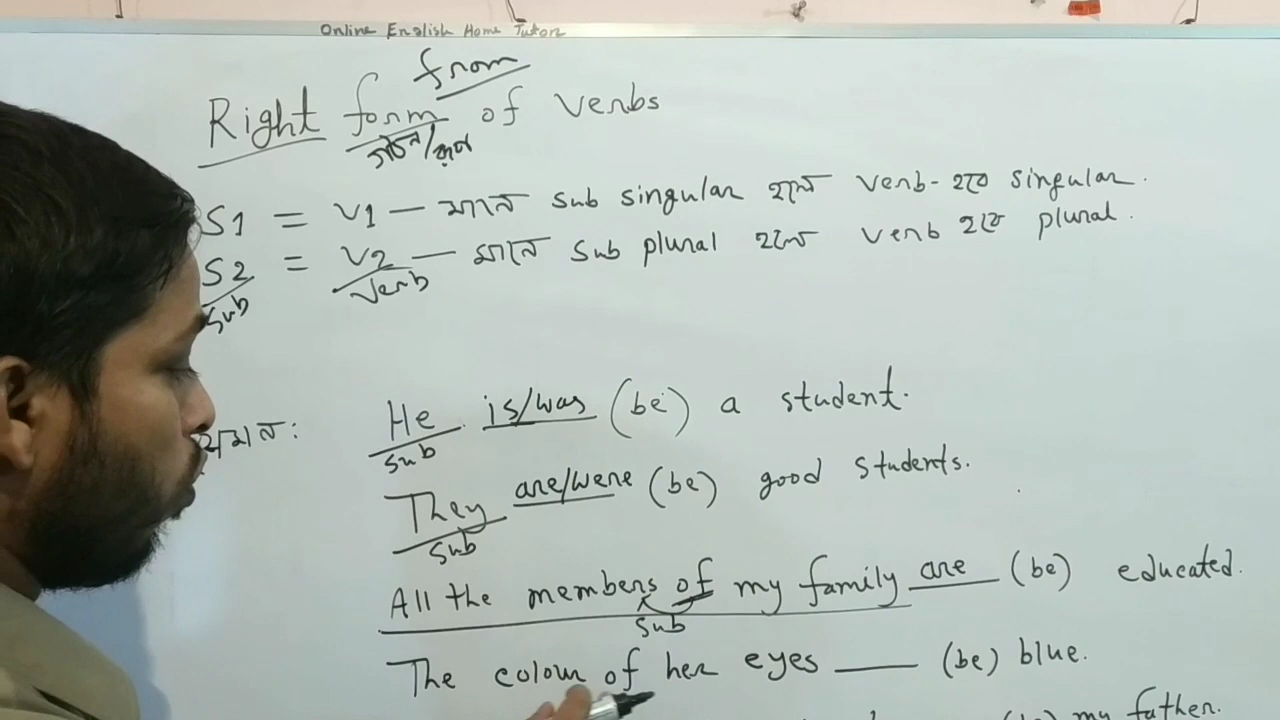 Online English Home Tutor
from
Right form of verbs
গঠন/রূপ
S1 = V1 — মানে sub singular হলে verb- হবে singular.
S2 = V2 — মানে sub plural হলে verb হবে plural.
sub verb
যেমন: He is/was (be) a student.
sub
They are/were (be) good students.
sub
All the members of my family are (be) educated.
sub
The colour of her eyes ____ (be) blue.
(be) my father.